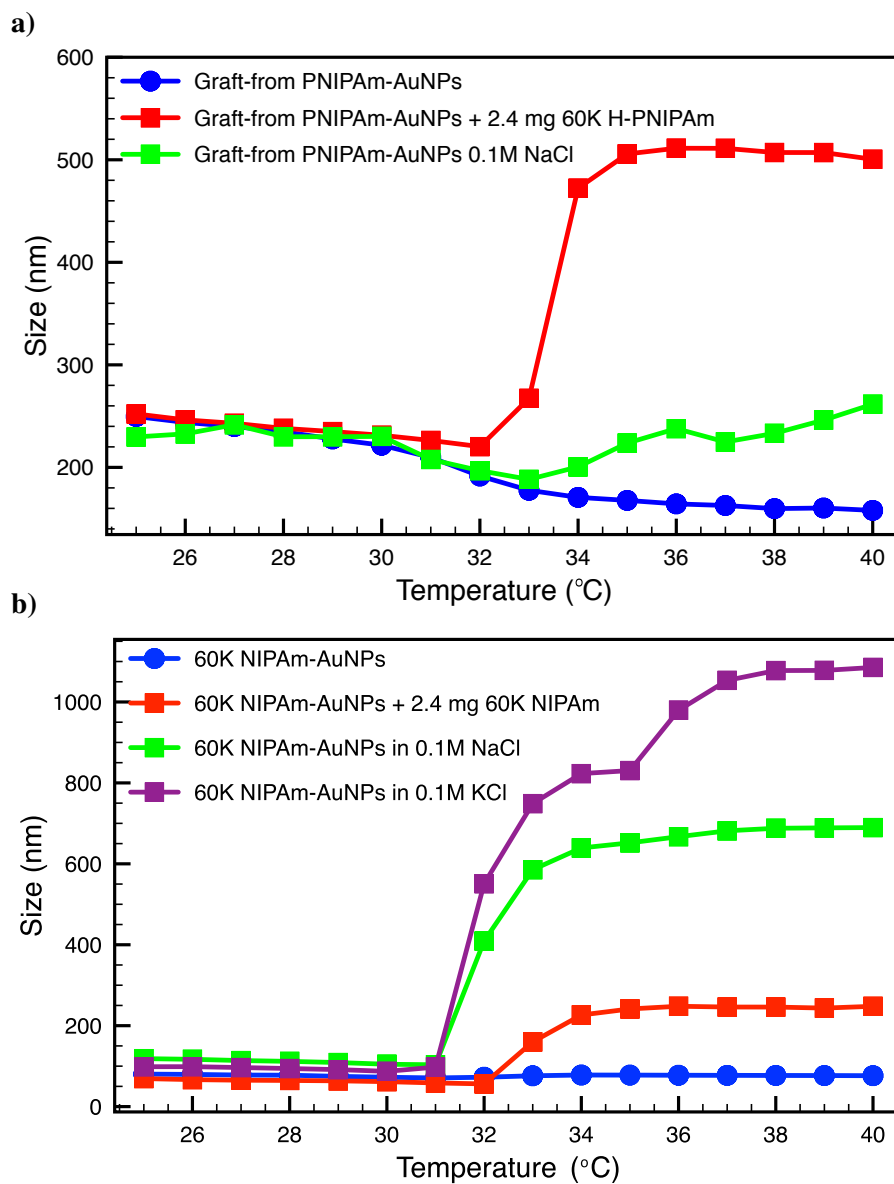 a)
600
500
400
300
200
Size (nm)
Graft-from PNIPAm-AuNPs
Graft-from PNIPAm-AuNPs + 2.4 mg 60K H-PNIPAm
Graft-from PNIPAm-AuNPs 0.1M NaCl
26 28 30 32 34 36 38 40
Temperature (°C)
b)
1000
800
600
400
200
0
Size (nm)
60K NIPAm-AuNPs
60K NIPAm-AuNPs + 2.4 mg 60K NIPAm
60K NIPAm-AuNPs in 0.1M NaCl
60K NIPAm-AuNPs in 0.1M KCl
26 28 30 32 34 36 38 40
Temperature (°C)